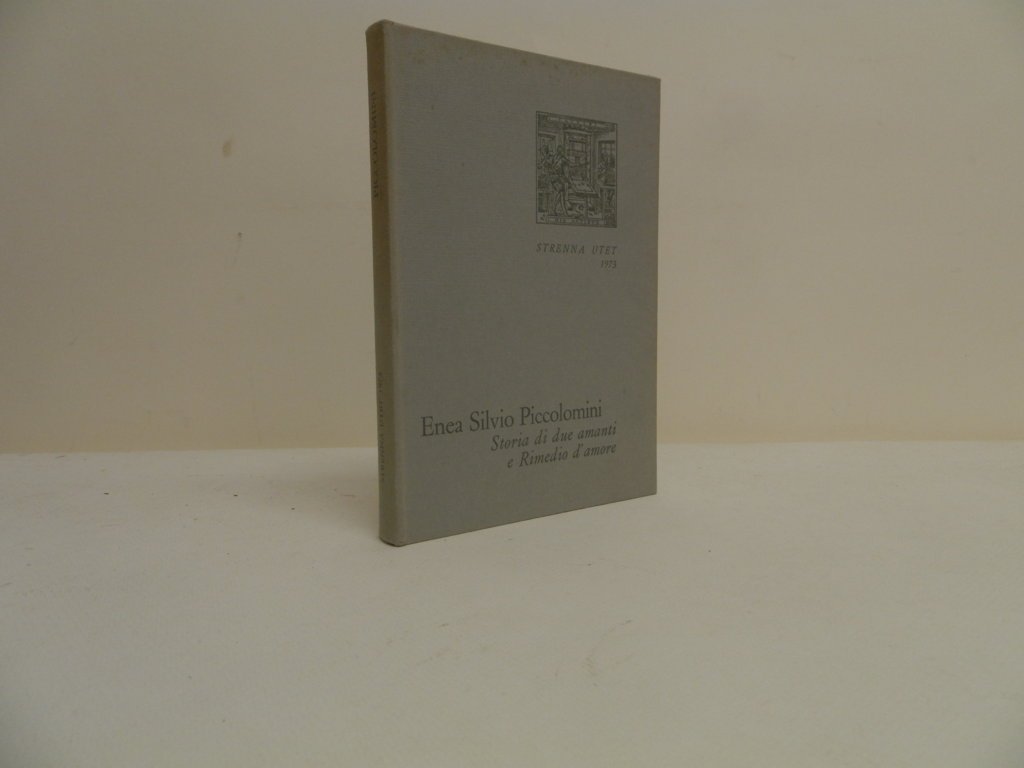 STRENNA UTET
1973
Enea Silvio Piccolomini
Storia di due amanti
e Rimedio d'amore